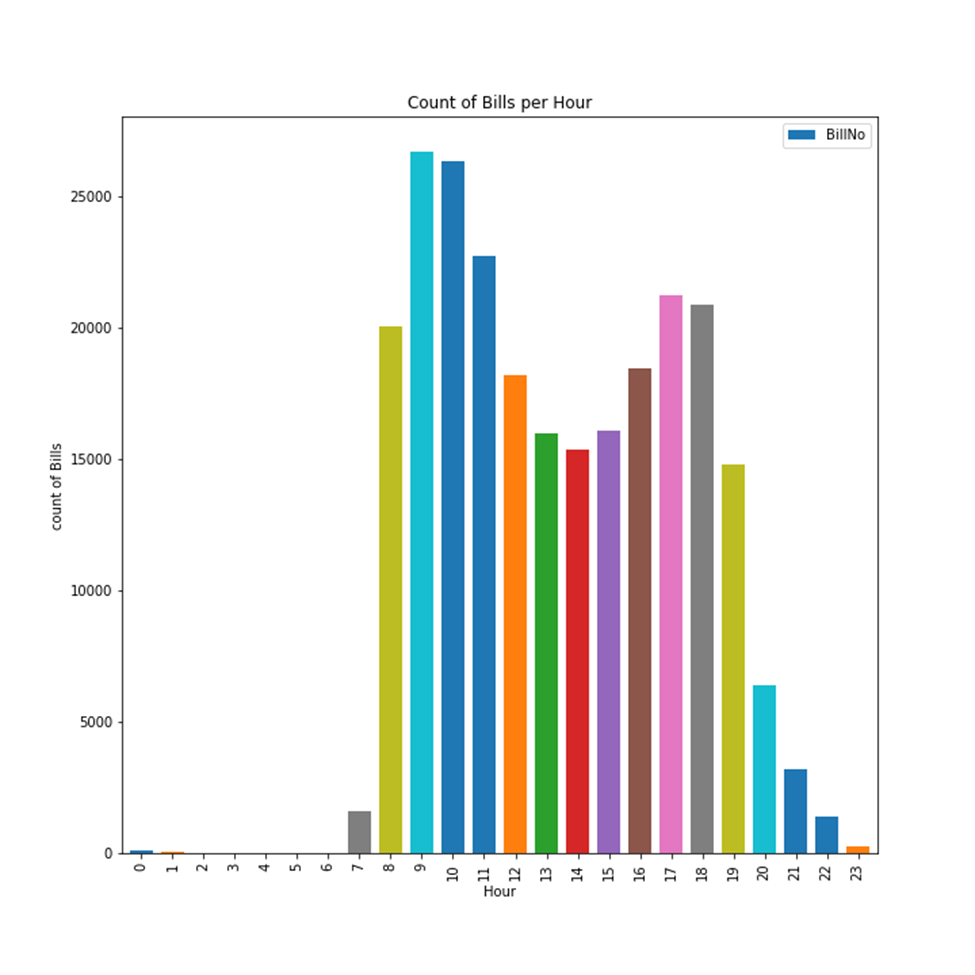 Count of Bills per Hour
BillNo
25000
20000
15000
10000
5000
0
count of Bills
0 1 2 3 4 5 6 7 8 9 10 11 12 13 14 15 16 17 18 19 20 21 22 23
Hour